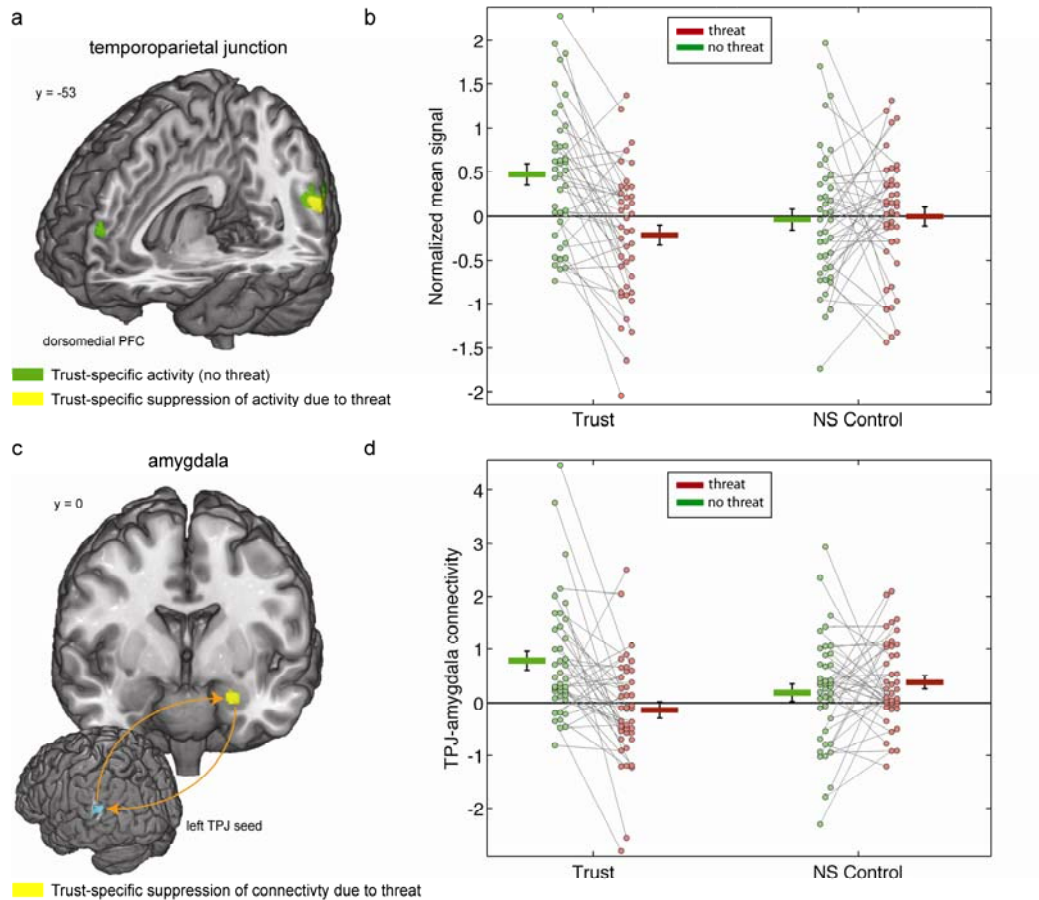 a
temporoparietal junction
y = -53
dorsomedial PFC
Trust-specific activity (no threat)
Trust-specific suppression of activity due to threat
b
threat
no threat
Normalized mean signal
2
1.5
1
0.5
0
-0.5
-1
-1.5
-2
Trust
NS Control
c
amygdala
y = 0
left TPJ seed
Trust-specific suppression of connectivty due to threat
d
threat
no threat
TPJ-amygdala connectivity
4
3
2
1
0
-1
-2
Trust
NS Control